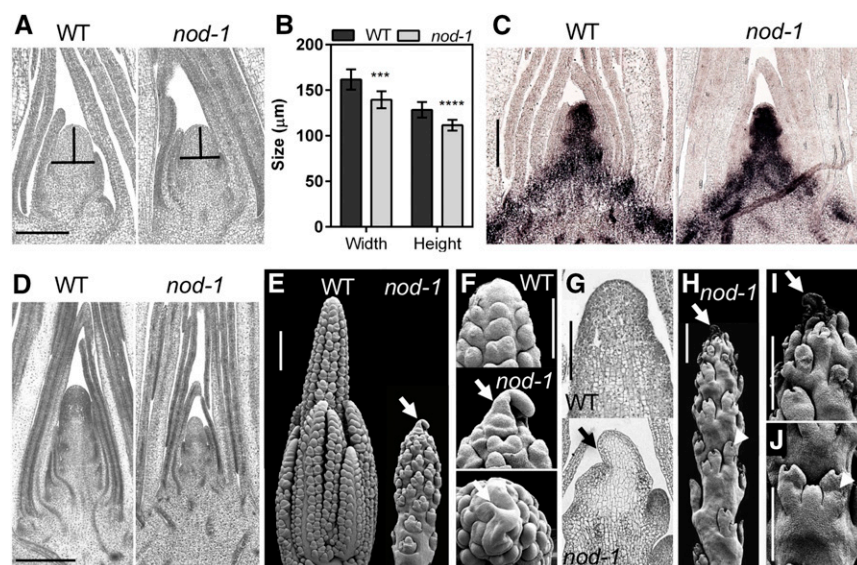 A WT nod-1
B WT nod-1
200
150
100
50
0
Size (μm)
*** ****
Width Height
C WT nod-1
D WT nod-1
E WT nod-1
F WT
nod-1
G
WT
nod-1
H nod-1
I
J